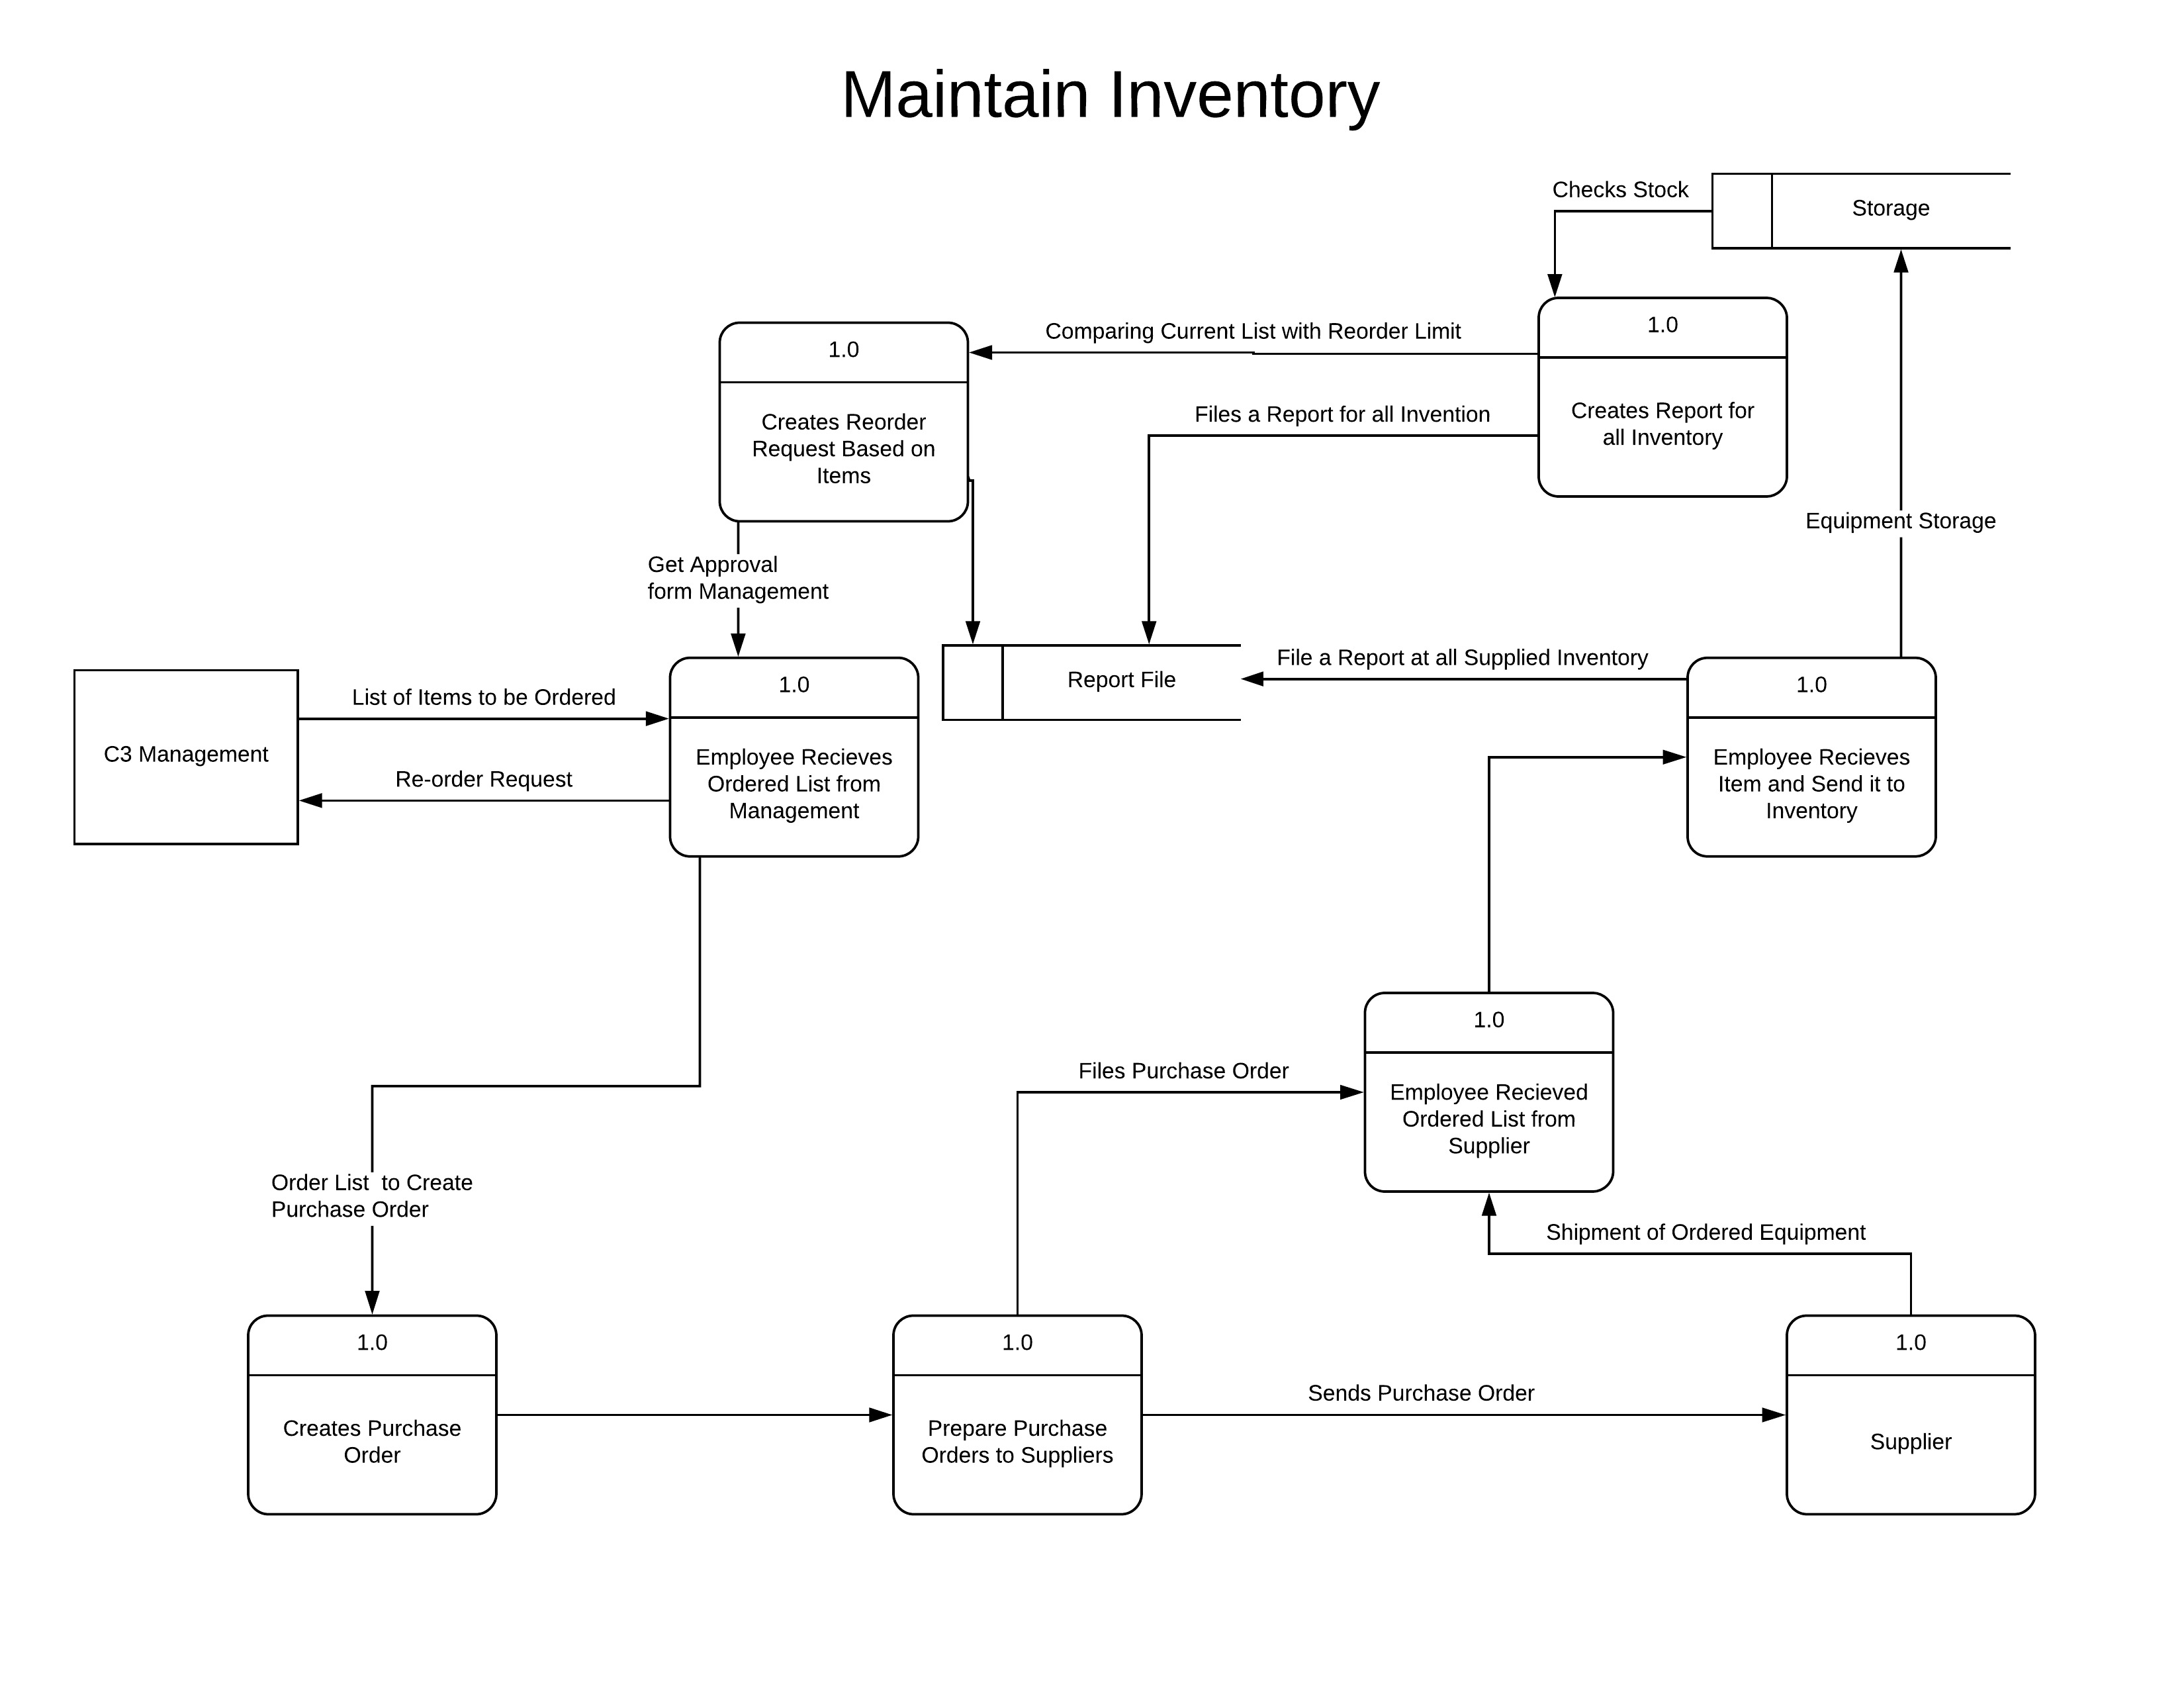 Maintain Inventory
Checks Stock
Storage
1.0
Creates Report for
all Inventory
Comparing Current List with Reorder Limit
1.0
Creates Reorder
Request Based on
Items
Files a Report for all Invention
Equipment Storage
Get Approval
form Management
Report File
File a Report at all Supplied Inventory
1.0
Employee Recieves
Item and Send it to
Inventory
C3 Management
List of Items to be Ordered
Re-order Request
1.0
Employee Recieves
Ordered List from
Management
1.0
Employee Recieved
Ordered List from
Supplier
Files Purchase Order
Order List  to Create
Purchase Order
Shipment of Ordered Equipment
1.0
Creates Purchase
Order
1.0
Prepare Purchase
Orders to Suppliers
Sends Purchase Order
1.0
Supplier